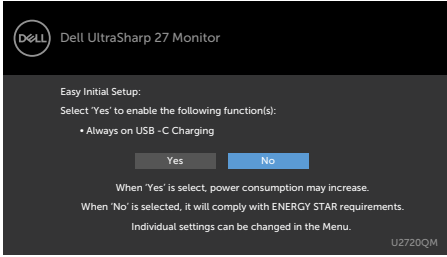 DELL Dell UltraSharp 27 Monitor
Easy Initial Setup:
Select 'Yes' to enable the following function(s):
• Always on USB -C Charging
Yes No
When 'Yes' is select, power consumption may increase.
When 'No' is selected, it will comply with ENERGY STAR requirements.
Individual settings can be changed in the Menu.
U2720QM